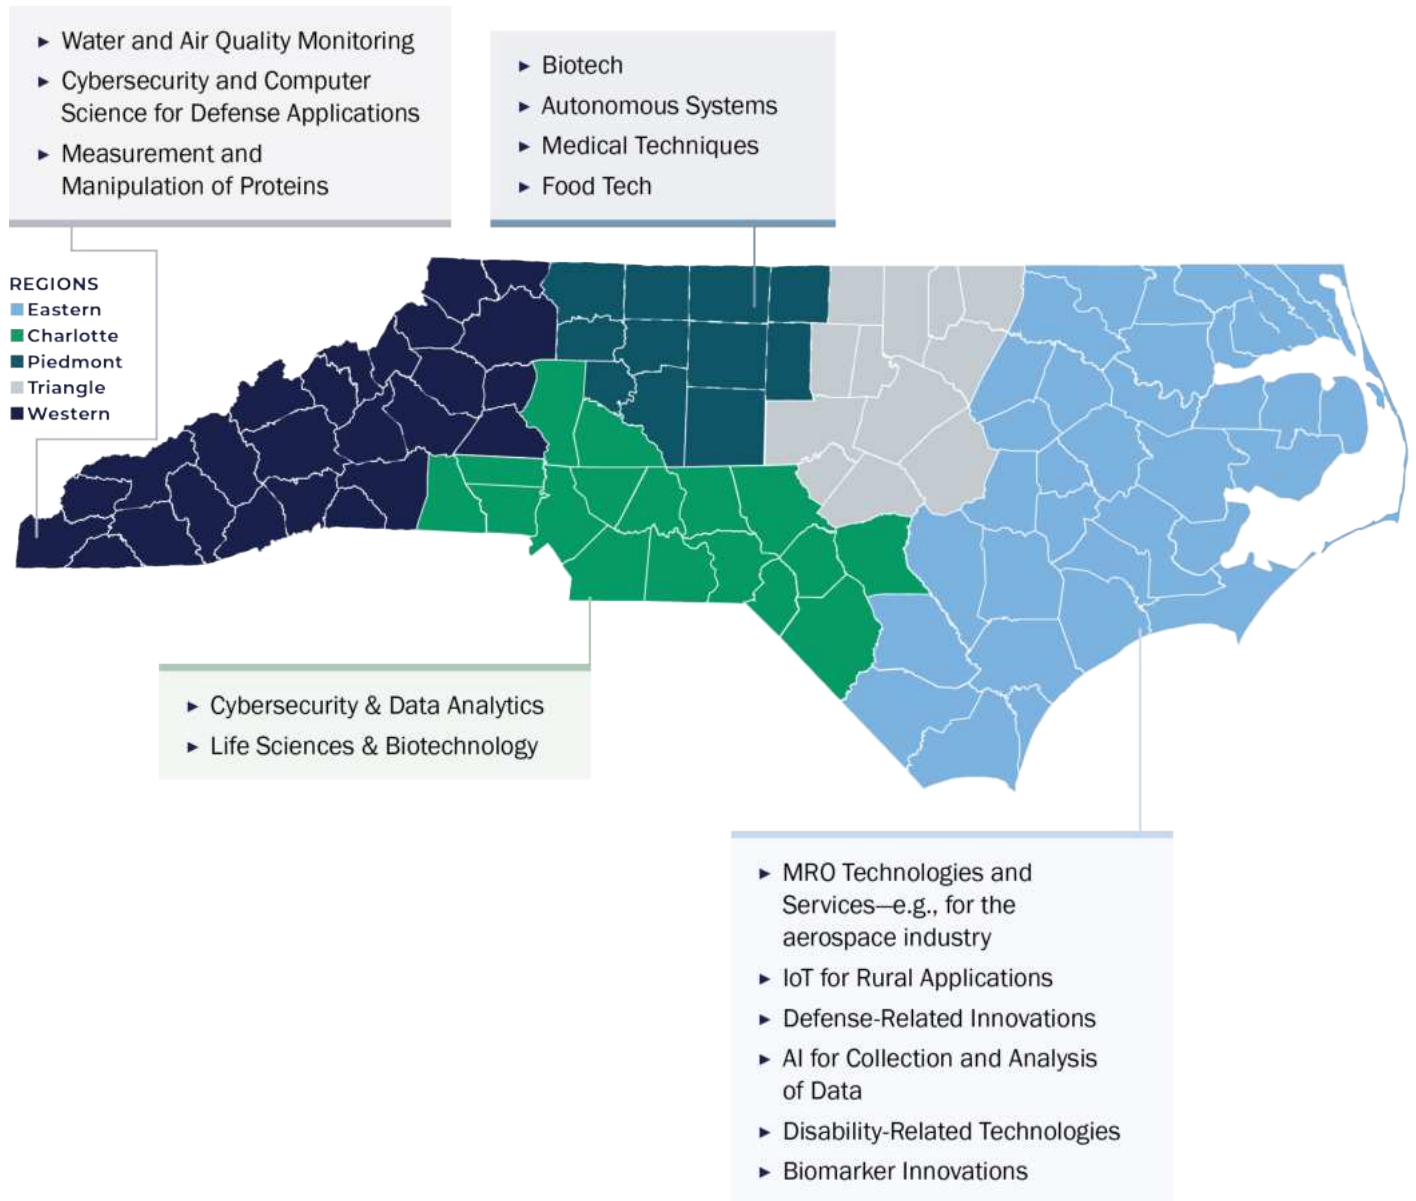 ► Water and Air Quality Monitoring
► Cybersecurity and Computer
Science for Defense Applications
► Measurement and
Manipulation of Proteins
► Biotech
► Autonomous Systems
► Medical Techniques
► Food Tech
REGIONS
Eastern
Charlotte
Piedmont
Triangle
Western
► Cybersecurity & Data Analytics
► Life Sciences & Biotechnology
► MRO Technologies and
Services—e.g., for the
aerospace industry
► IoT for Rural Applications
► Defense-Related Innovations
► AI for Collection and Analysis
of Data
► Disability-Related Technologies
► Biomarker Innovations